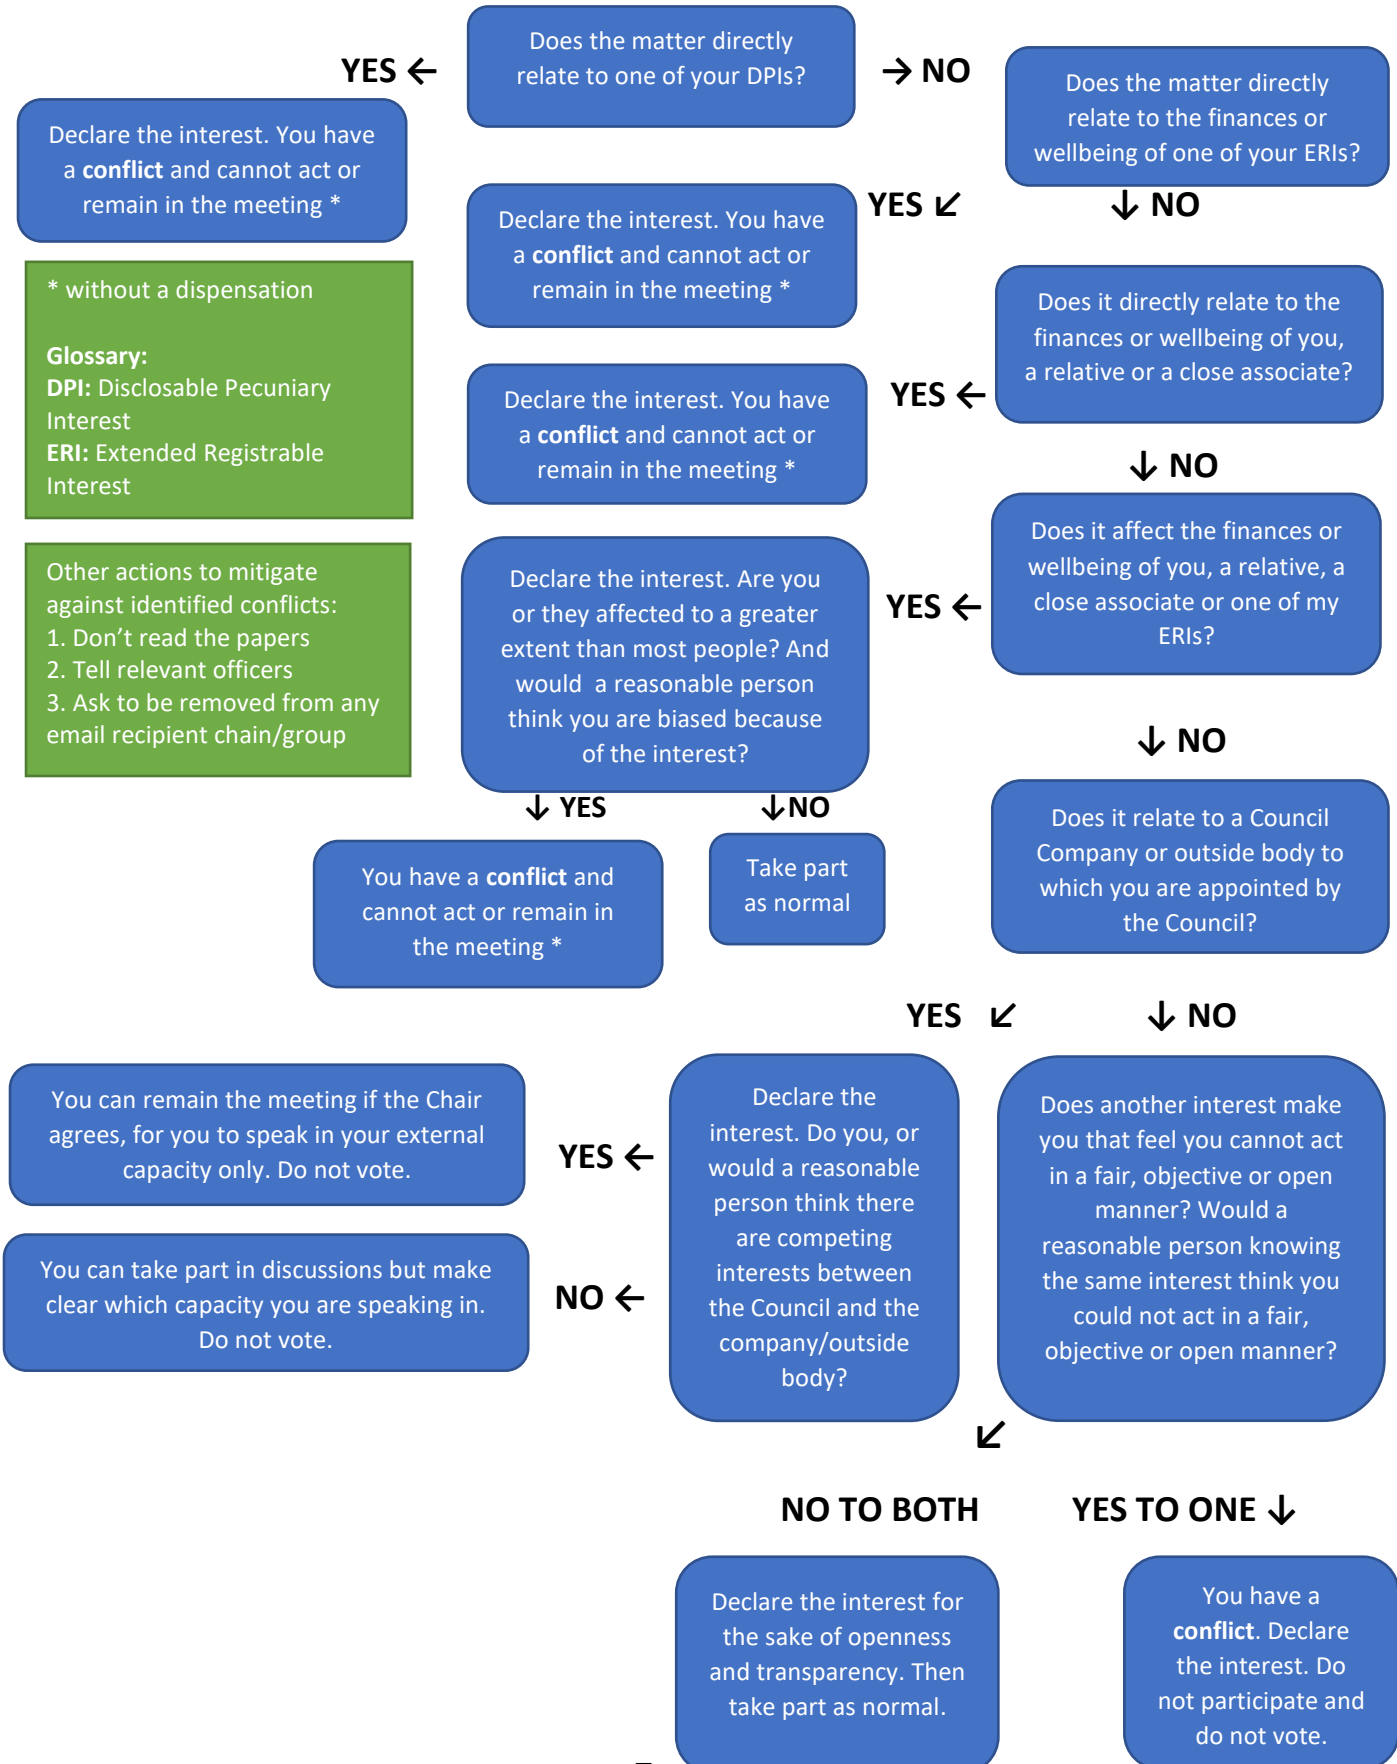 Does the matter directly
relate to one of your DPIs?
YES ←
→ NO
Declare the interest. You have
a conflict and cannot act or
remain in the meeting *
Does the matter directly
relate to the finances or
wellbeing of one of your ERIs?
YES ↙
↓ NO
Declare the interest. You have
a conflict and cannot act or
remain in the meeting *
* without a dispensation
Glossary:
DPI: Disclosable Pecuniary
Interest
ERI: Extended Registrable
Interest
Does it directly relate to the
finances or wellbeing of you,
a relative or a close associate?
YES ←
↓ NO
Declare the interest. You have
a conflict and cannot act or
remain in the meeting *
Does it affect the finances or
wellbeing of you, a relative, a
close associate or one of my
ERIs?
YES ←
↓ NO
Declare the interest. Are you
or they affected to a greater
extent than most people? And
would a reasonable person
think you are biased because
of the interest?
Other actions to mitigate
against identified conflicts:
1. Don't read the papers
2. Tell relevant officers
3. Ask to be removed from any
email recipient chain/group
↓ YES
↓NO
You have a conflict and
cannot act or remain in
the meeting *
Take part
as normal
Does it relate to a Council
Company or outside body to
which you are appointed by
the Council?
YES ↙
↓ NO
Declare the
interest. Do you, or
would a reasonable
person think there
are competing
interests between
the Council and the
company/outside
body?
YES ←
You can remain the meeting if the Chair
agrees, for you to speak in your external
capacity only. Do not vote.
NO ←
You can take part in discussions but make
clear which capacity you are speaking in.
Do not vote.
Does another interest make
you that feel you cannot act
in a fair, objective or open
manner? Would a
reasonable person knowing
the same interest think you
could not act in a fair,
objective or open manner?
↙
NO TO BOTH
YES TO ONE ↓
Declare the interest for
the sake of openness
and transparency. Then
take part as normal.
You have a
conflict. Declare
the interest. Do
not participate and
do not vote.